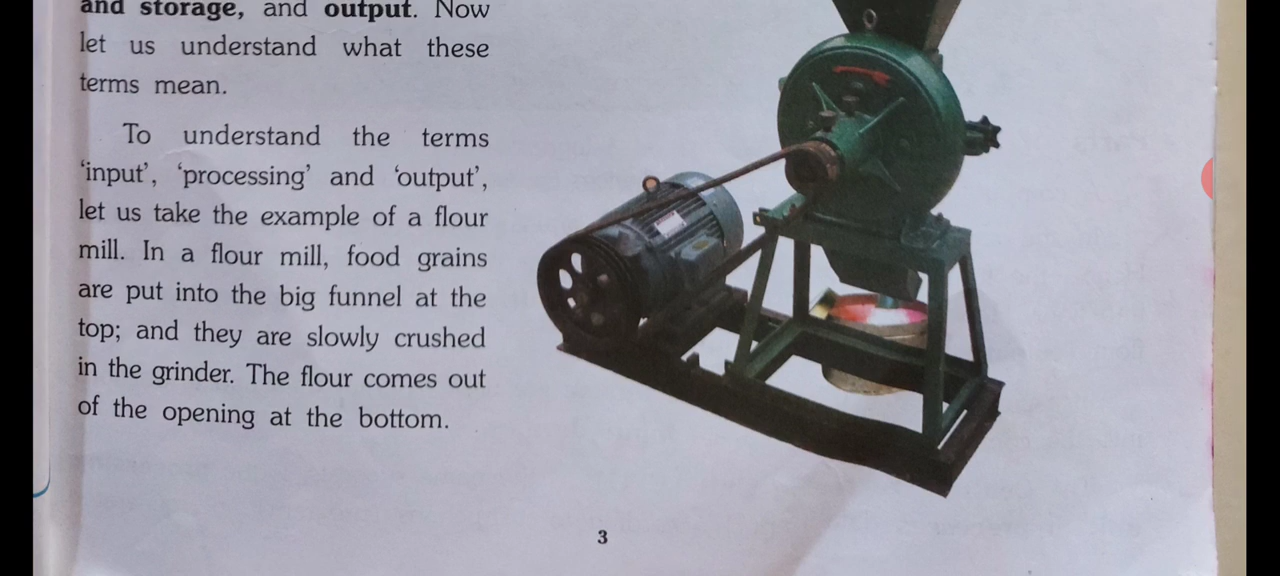 and storage, and output. Now
let us understand what these
terms mean.
To understand the terms
‘input’, ‘processing’ and ‘output’,
let us take the example of a flour
mill. In a flour mill, food grains
are put into the big funnel at the
top; and they are slowly crushed
in the grinder. The flour comes out
of the opening at the bottom.
3